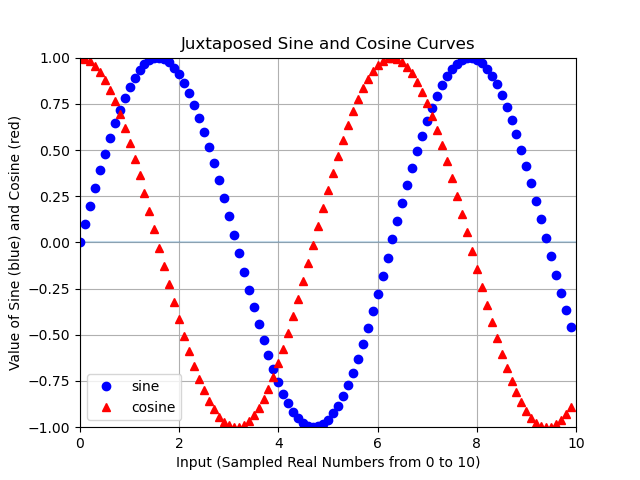 Juxtaposed Sine and Cosine Curves
Value of Sine (blue) and Cosine (red)
1.00
0.75
0.50
0.25
0.00
−0.25
−0.50
−0.75
−1.00
sine
cosine
0 2 4 6 8 10
Input (Sampled Real Numbers from 0 to 10)